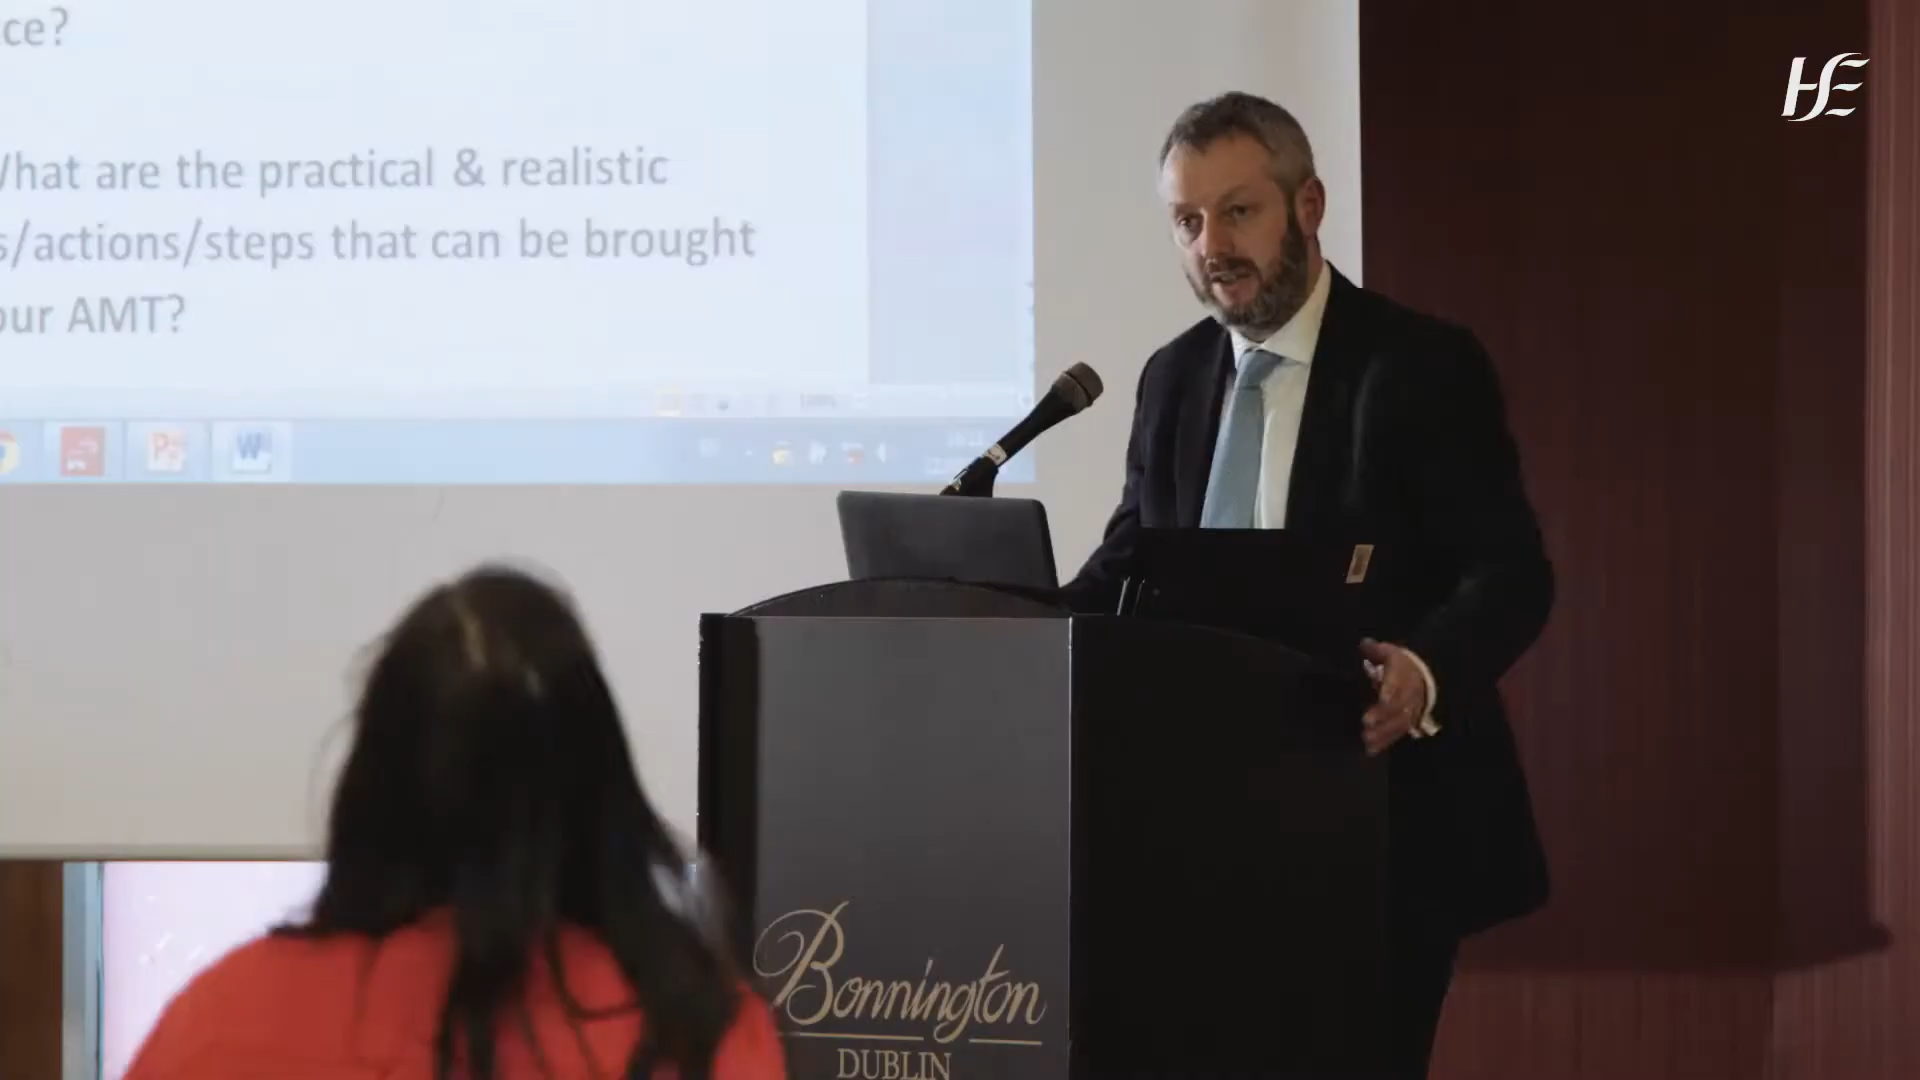 ce?
What are the practical & realistic
s/actions/steps that can be brought
our AMT?
HSE
Bonnington
DUBLIN